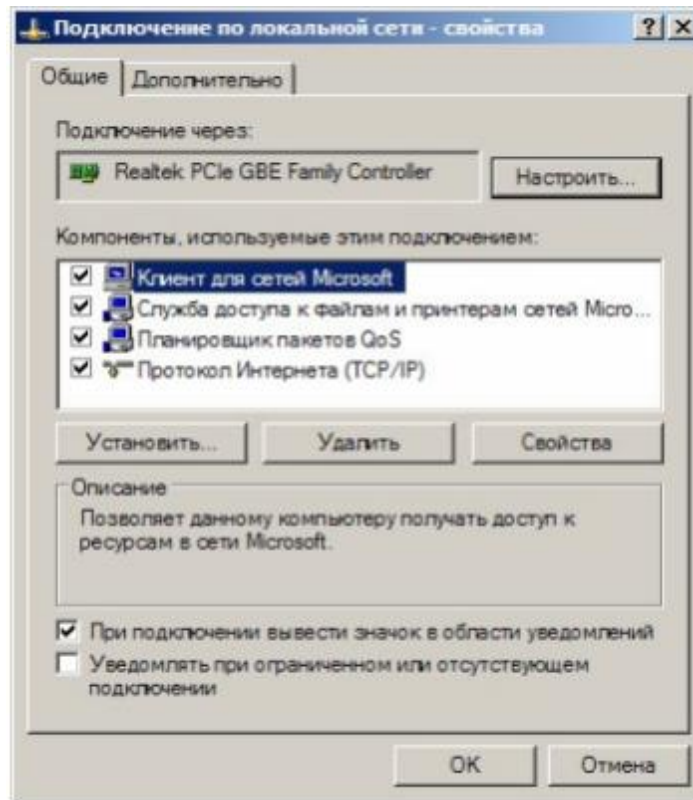 Подключение по локальной сети - свойства
Общие
Дополнительно
Подключение через:
Realtek PCIe GBE Family Controller
Настроить...
Компоненты, используемые этим подключением:
Клиент для сетей Microsoft
Служба доступа к файлам и принтерам сетей Micro...
Планировщик пакетов QoS
Протокол Интернета (TCP/IP)
Установить...
Удалить
Свойства
Описание
Позволяет данному компьютеру получать доступ к
ресурсам в сети Microsoft.
При подключении вывести значок в области уведомлений
Уведомлять при ограниченном или отсутствующем
подключении
OK
Отмена